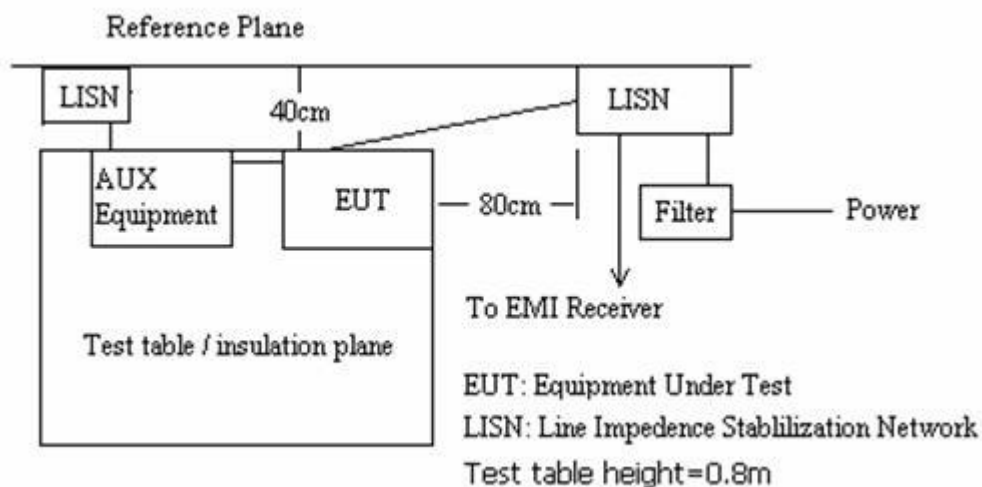 Reference Plane
LISN
40cm
LISN
AUX
Equipment
EUT
80cm
Filter
Power
To EMI Receiver
Test table / insulation plane
EUT: Equipment Under Test
LISN: Line Impedence Stablilization Network
Test table height=0.8m